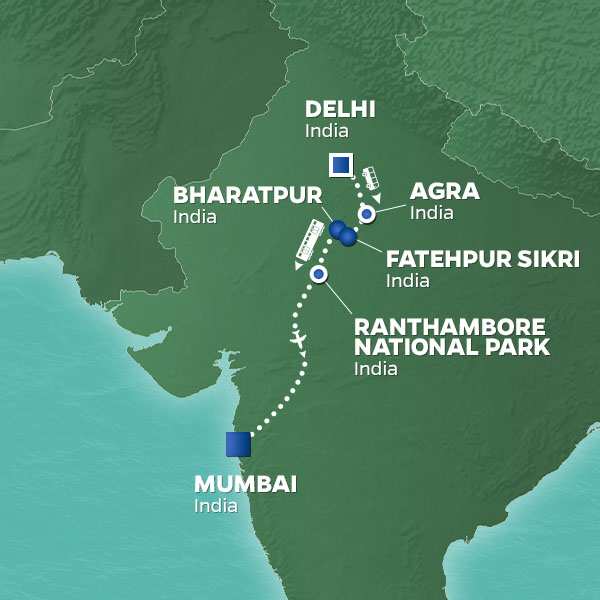 DELHI
India
BHARATPUR
India
AGRA
India
FATEHPUR SIKRI
India
RANTHAMBORE
NATIONAL PARK
India
MUMBAI
India